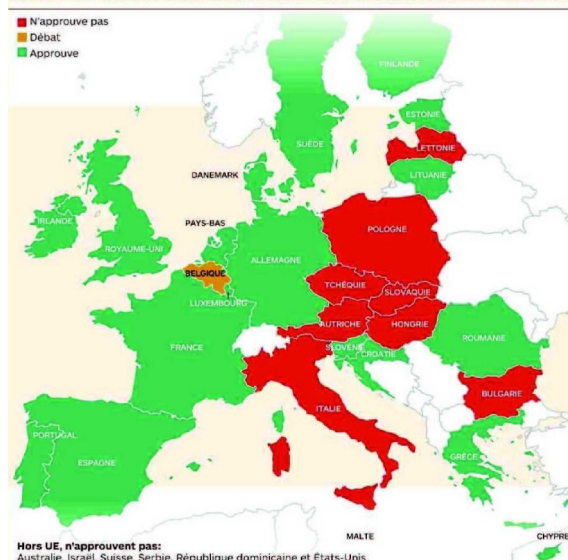 N'approuve pas
Débat
Approuve
FINLANDE
ESTONIE
SUÈDE
LETTONIE
LITUANIE
DANEMARK
IRLANDE
ROYAUME-UNI
PAYS-BAS
POLOGNE
ALLEMAGNE
BELGIQUE
TCHÉQUIE
SLOVAQUIE
LUXEMBOURG
AUTRICHE
HONGRIE
FRANCE
SLOVÉNIE
CROATIE
ROUMANIE
ITALIE
BULGARIE
PORTUGAL
ESPAGNE
GRÈCE
MALTE
CHYPRE
Hors UE, n'approuvent pas:
Australie, Israël, Suisse, Serbie, République dominicaine et États-Unis